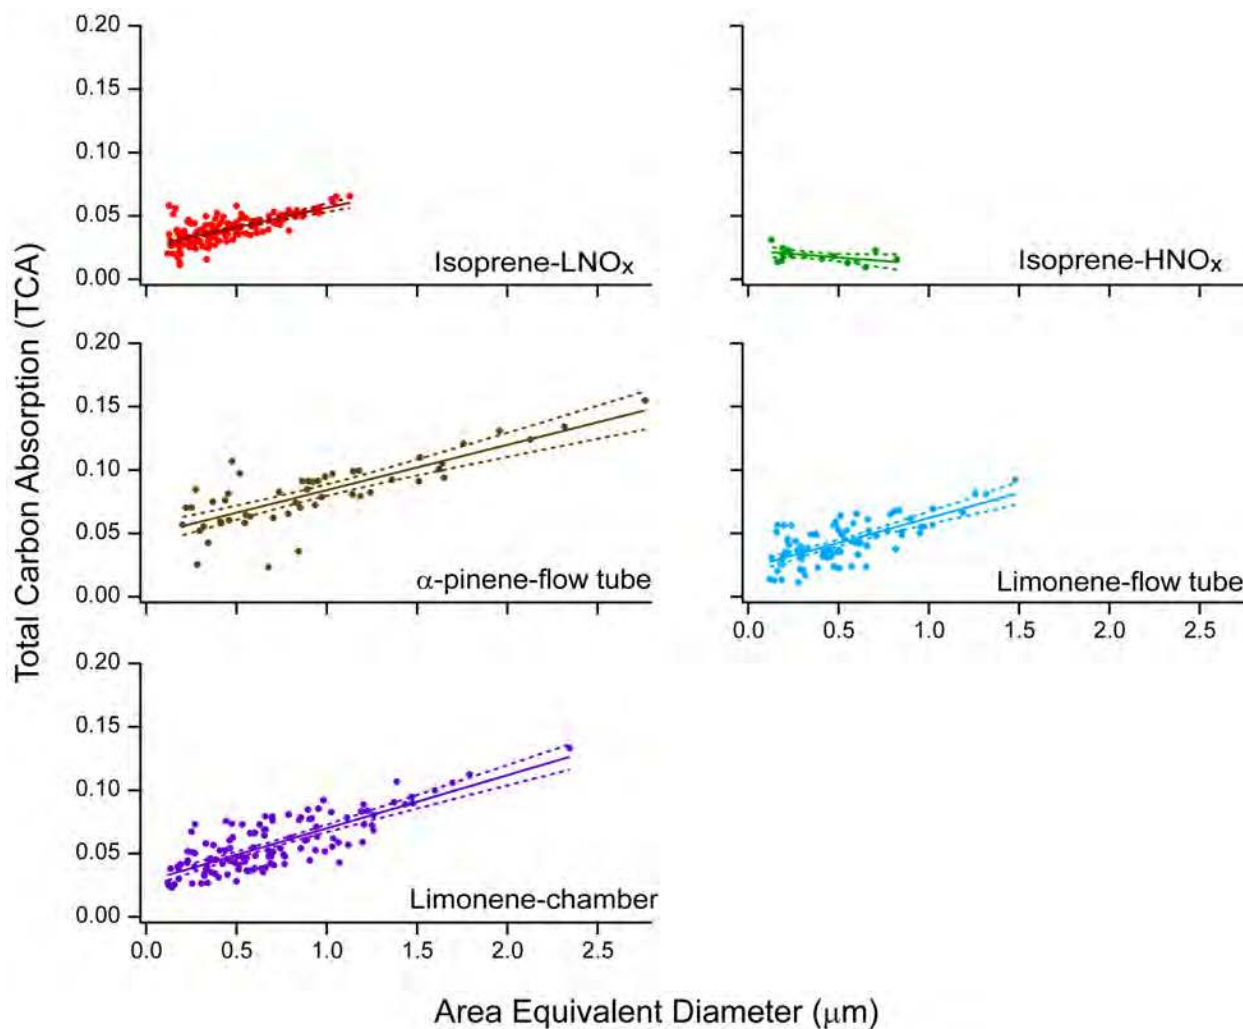 Total Carbon Absorption (TCA)
0.20
0.15
0.10
0.05
0.00
Isoprene-LNOₓ
Isoprene-HNOₓ
0.20
0.15
0.10
0.05
0.00
α-pinene-flow tube
Limonene-flow tube
0.0 0.5 1.0 1.5 2.0 2.5
0.20
0.15
0.10
0.05
0.00
Limonene-chamber
0.0 0.5 1.0 1.5 2.0 2.5
Area Equivalent Diameter (μm)